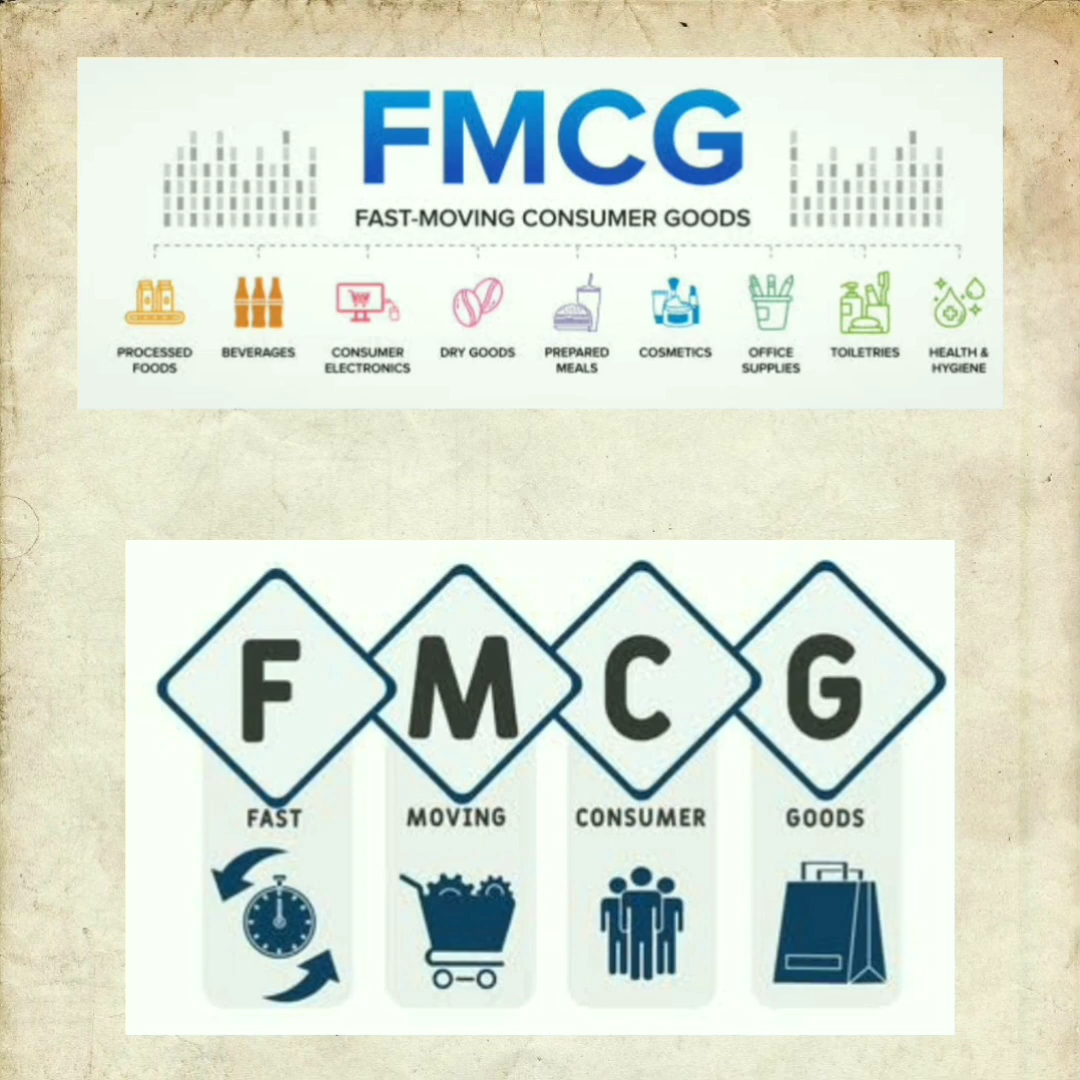 FMCG
FAST-MOVING CONSUMER GOODS
PROCESSED FOODS
BEVERAGES
CONSUMER ELECTRONICS
DRY GOODS
PREPARED MEALS
COSMETICS
OFFICE SUPPLIES
TOILETRIES
HEALTH & HYGIENE
F M C G
FAST MOVING CONSUMER GOODS